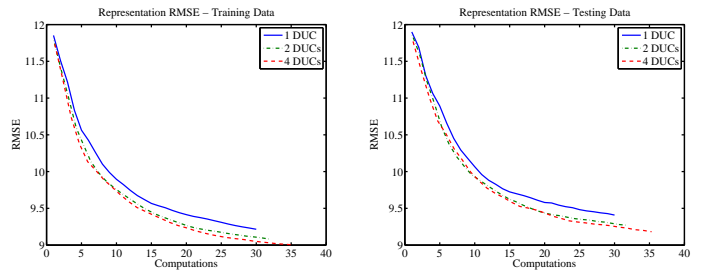 Representation RMSE – Training Data
12
11.5
11
10.5
10
9.5
9
RMSE
1 DUC
2 DUCs
4 DUCs
0 5 10 15 20 25 30 35 40
Computations
Representation RMSE – Testing Data
12
11.5
11
10.5
10
9.5
9
RMSE
1 DUC
2 DUCs
4 DUCs
0 5 10 15 20 25 30 35 40
Computations